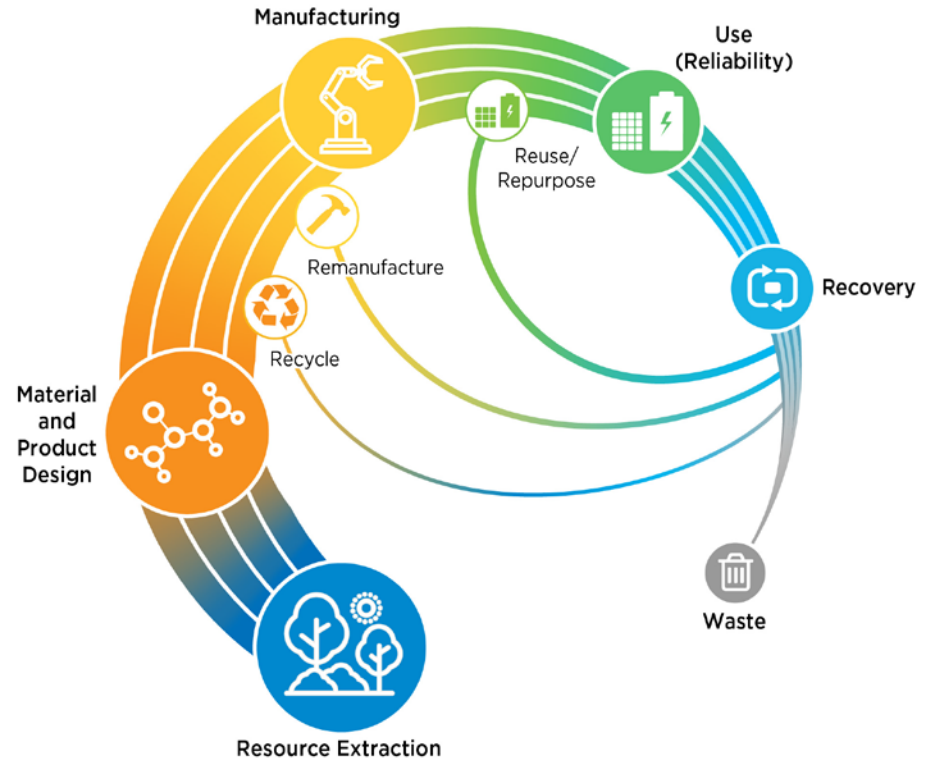 Manufacturing
Use
(Reliability)
Reuse/
Repurpose
Remanufacture
Recovery
Recycle
Material
and
Product
Design
Waste
Resource Extraction